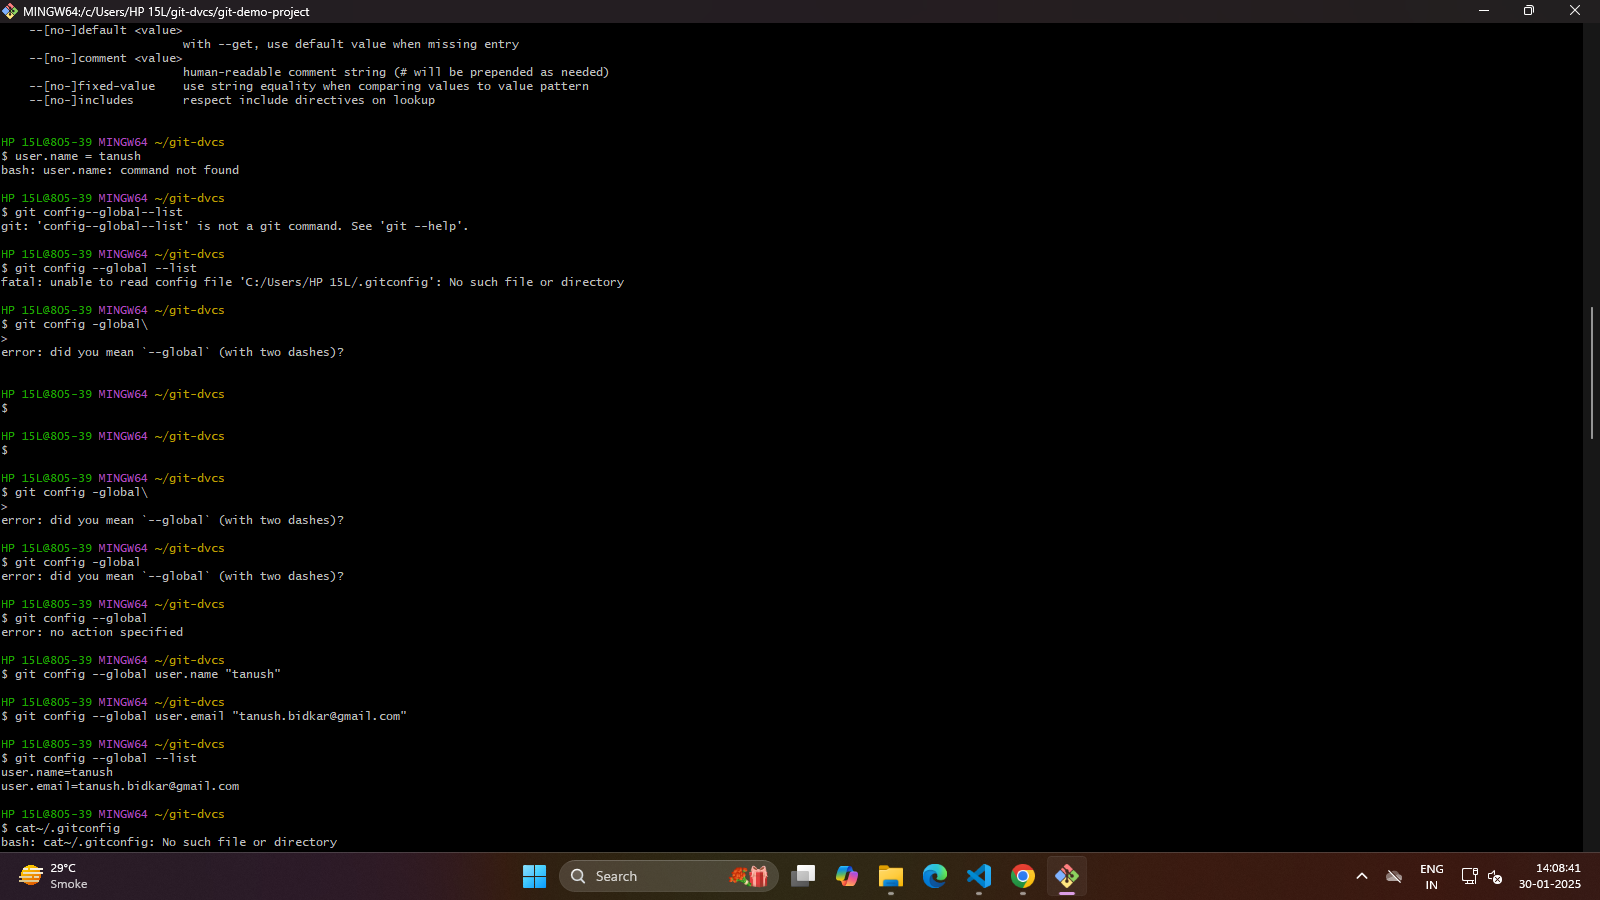 MINGW64:/c/Users/HP 15L/git-dvcs/git-demo-project
--[no-]default <value>
with --get, use default value when missing entry
--[no-]comment <value>
human-readable comment string (# will be prepended as needed)
--[no-]fixed-value    use string equality when comparing values to value pattern
--[no-]includes       respect include directives on lookup
HP 15L@805-39 MINGW64 ~/git-dvcs
$ user.name = tanush
bash: user.name: command not found
HP 15L@805-39 MINGW64 ~/git-dvcs
$ git config--global--list
git: 'config--global--list' is not a git command. See 'git --help'.
HP 15L@805-39 MINGW64 ~/git-dvcs
$ git config --global --list
fatal: unable to read config file 'C:/Users/HP 15L/.gitconfig': No such file or directory
HP 15L@805-39 MINGW64 ~/git-dvcs
$ git config -global\
>
error: did you mean `--global` (with two dashes)?
HP 15L@805-39 MINGW64 ~/git-dvcs
$
HP 15L@805-39 MINGW64 ~/git-dvcs
$
HP 15L@805-39 MINGW64 ~/git-dvcs
$ git config -global\
>
error: did you mean `--global` (with two dashes)?
HP 15L@805-39 MINGW64 ~/git-dvcs
$ git config -global
error: did you mean `--global` (with two dashes)?
HP 15L@805-39 MINGW64 ~/git-dvcs
$ git config --global
error: no action specified
HP 15L@805-39 MINGW64 ~/git-dvcs
$ git config --global user.name "tanush"
HP 15L@805-39 MINGW64 ~/git-dvcs
$ git config --global user.email "tanush.bidkar@gmail.com"
HP 15L@805-39 MINGW64 ~/git-dvcs
$ git config --global --list
user.name=tanush
user.email=tanush.bidkar@gmail.com
HP 15L@805-39 MINGW64 ~/git-dvcs
$ cat~/.gitconfig
bash: cat~/.gitconfig: No such file or directory
29°C
Smoke
Search
ENG
IN
14:08:41
30-01-2025